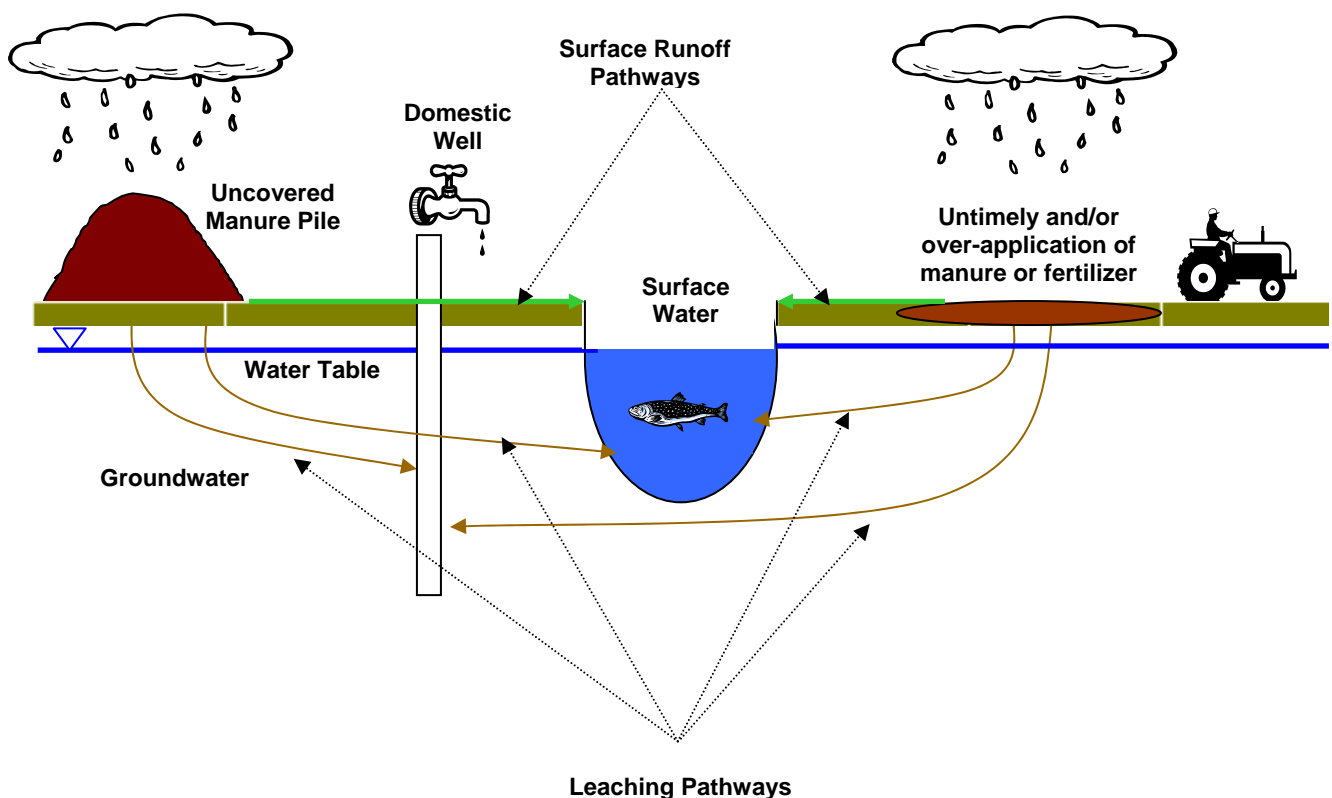 Surface Runoff
Pathways
Domestic
Well
Uncovered
Manure Pile
Untimely and/or
over-application of
manure or fertilizer
Surface
Water
Water Table
Groundwater
Leaching Pathways